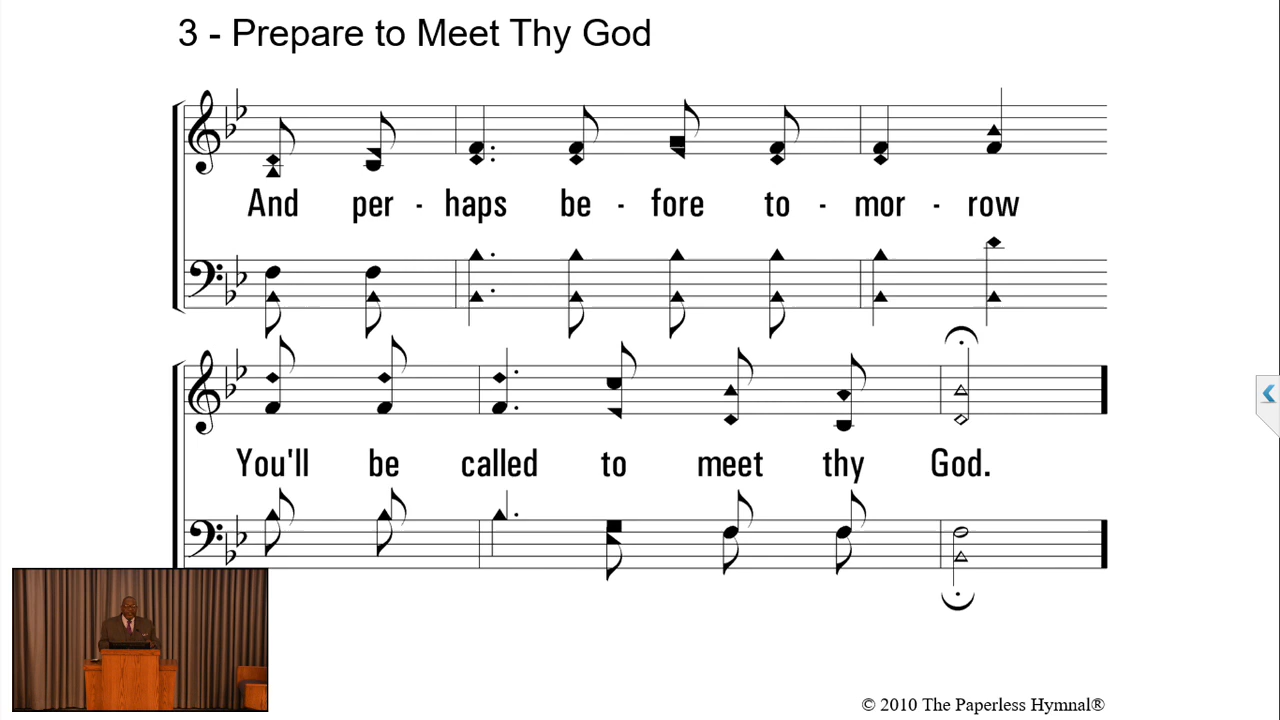 3 - Prepare to Meet Thy God
And per - haps be - fore to - mor - row
You'll be called to meet thy God.
© 2010 The Paperless Hymnal®